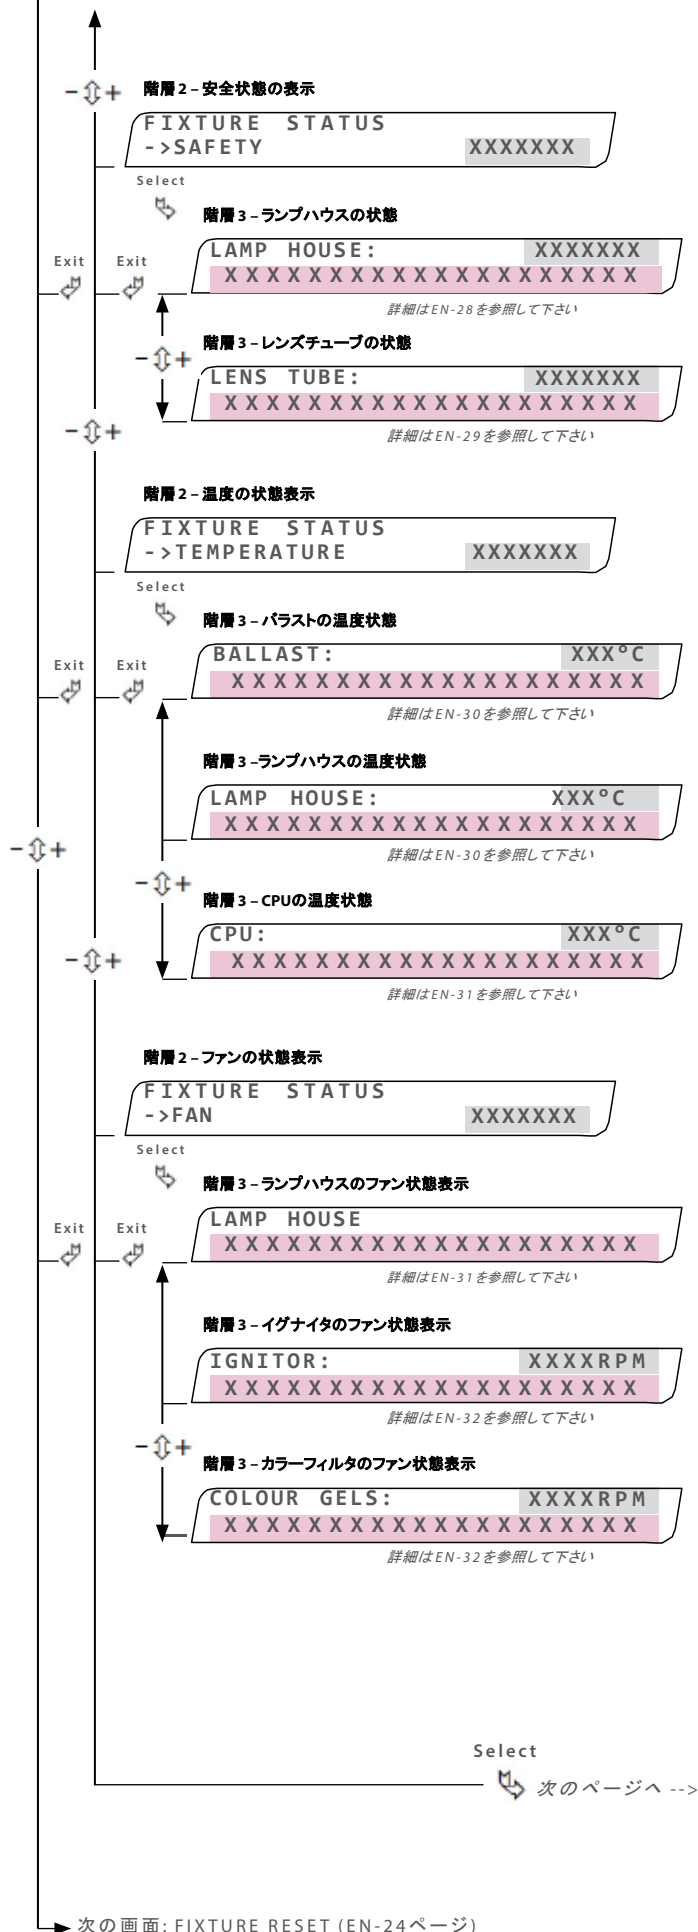 - +
階層2 – 安全状態の表示
FIXTURE STATUS
->SAFETY XXXXXXX
Select
階層3 – ランプハウスの状態
Exit Exit
LAMP HOUSE: XXXXXXX
XXXXXXXXXXXXXXXXXXXX
詳細はEN-28を参照して下さい
階層3 – レンズチューブの状態
- +
LENS TUBE: XXXXXXX
XXXXXXXXXXXXXXXXXXXX
詳細はEN-29を参照して下さい
- +
階層2 – 温度の状態表示
FIXTURE STATUS
->TEMPERATURE XXXXXXX
Select
階層3 – バラストの温度状態
Exit Exit
BALLAST: XXX°C
XXXXXXXXXXXXXXXXXXXX
詳細はEN-30を参照して下さい
階層3 –ランプハウスの温度状態
LAMP HOUSE: XXX°C
XXXXXXXXXXXXXXXXXXXX
詳細はEN-30を参照して下さい
- +
- +
階層3 – CPUの温度状態
CPU: XXX°C
XXXXXXXXXXXXXXXXXXXX
- +
詳細はEN-31を参照して下さい
階層2 – ファンの状態表示
FIXTURE STATUS
->FAN XXXXXXX
Select
階層3 – ランプハウスのファン状態表示
Exit Exit
LAMP HOUSE
XXXXXXXXXXXXXXXXXXXX
詳細はEN-31を参照して下さい
階層3 – イグナイタのファン状態表示
IGNITOR: XXXXRPM
XXXXXXXXXXXXXXXXXXXX
詳細はEN-32を参照して下さい
- +
階層3 – カラーフィルタのファン状態表示
COLOUR GELS: XXXXRPM
XXXXXXXXXXXXXXXXXXXX
詳細はEN-32を参照して下さい
Select
次のページへ -->
次の画面: FIXTURE RESET (EN-24ページ)